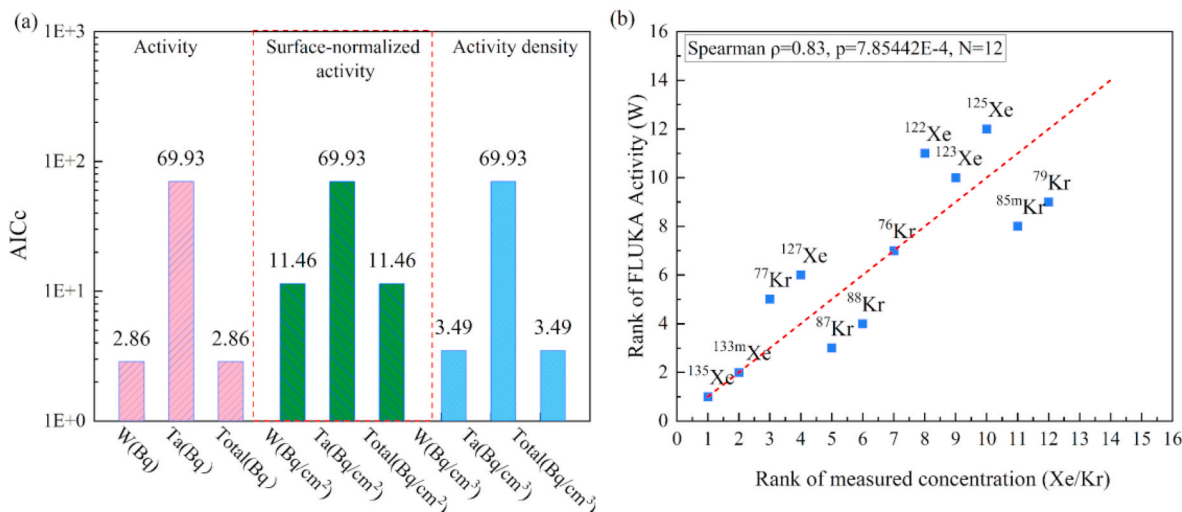 (a)
1E+3
1E+2
1E+1
1E+0
AICc
Activity
Surface-normalized
activity
Activity density
2.86
69.93
2.86
11.46
69.93
11.46
3.49
69.93
3.49
W(Bq)
Ta(Bq)
Total(Bq)
W(Bq/cm²)
Ta(Bq/cm²)
Total(Bq/cm²)
W(Bq/cm³)
Ta(Bq/cm³)
Total(Bq/cm³)
(b)
16
14
12
10
8
6
4
2
0
Rank of FLUKA Activity (W)
Spearman ρ=0.83, p=7.85442E-4, N=12
¹²⁵Xe
¹²²Xe
¹²³Xe
⁷⁹Kr
⁸⁵ᵐKr
⁷⁶Kr
¹²⁷Xe
⁷⁷Kr
⁸⁸Kr
⁸⁷Kr
¹³³ᵐXe
¹³⁵Xe
0 1 2 3 4 5 6 7 8 9 10 11 12 13 14 15 16
Rank of measured concentration (Xe/Kr)